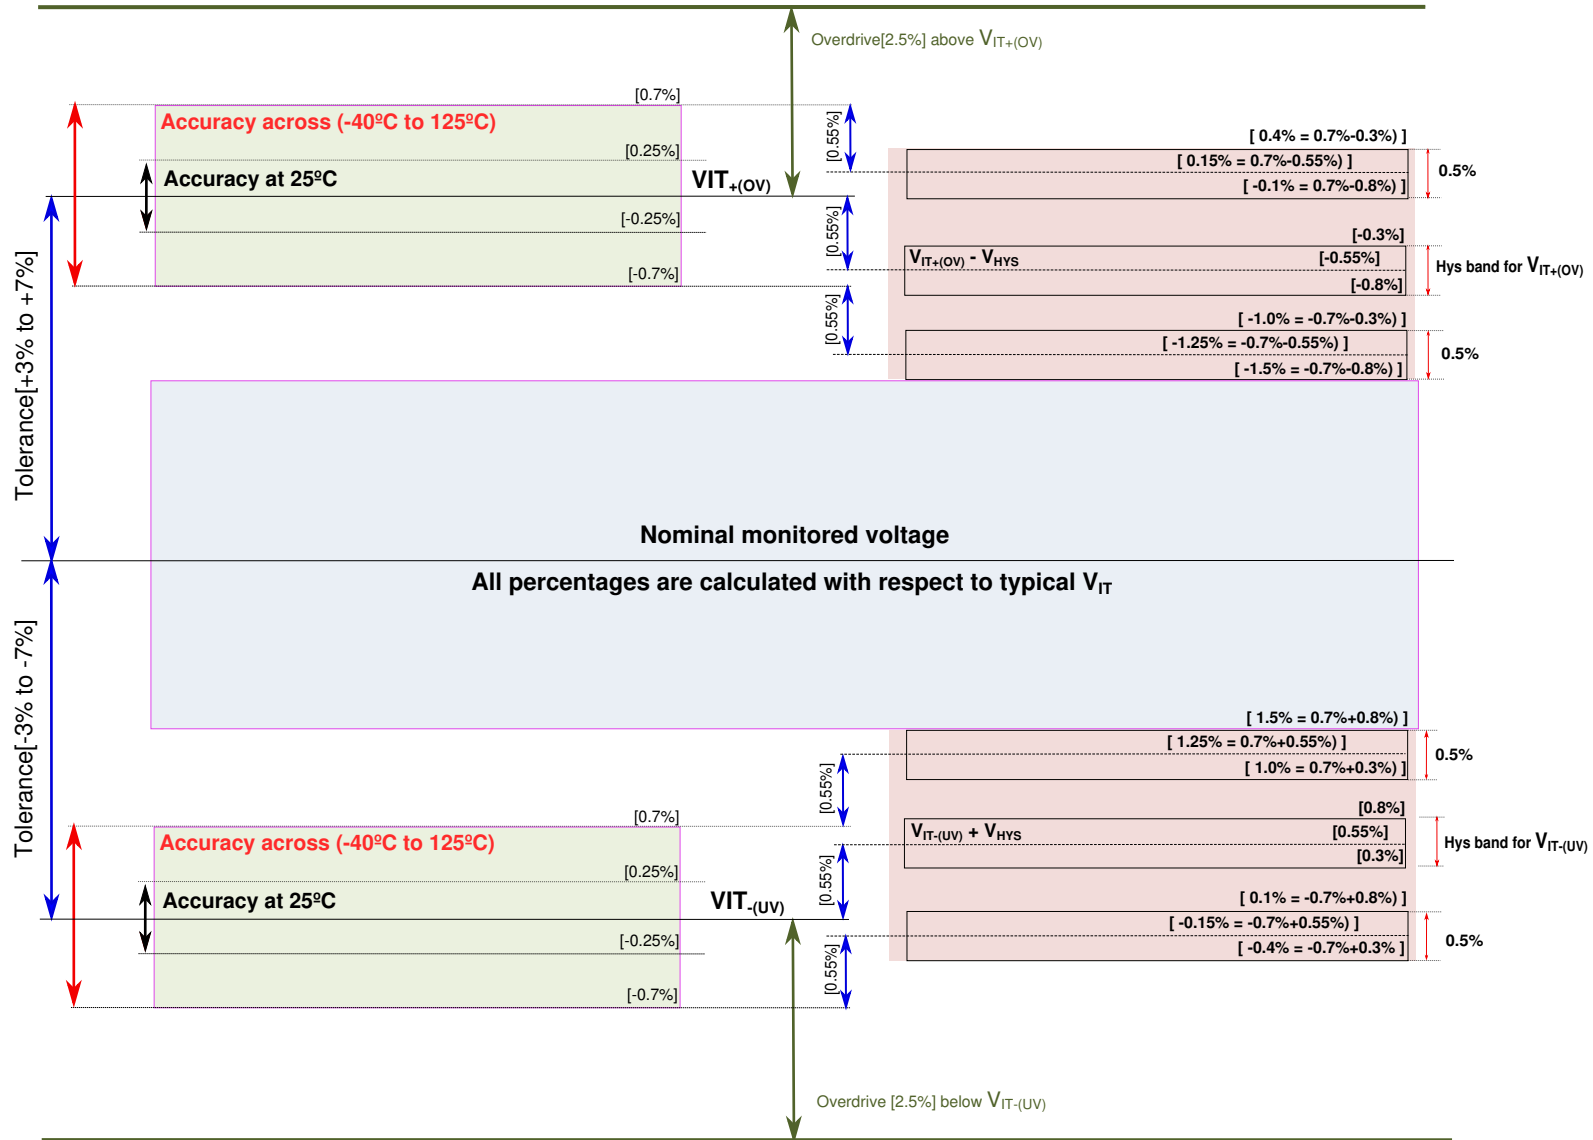 Overdrive[2.5%] above VIT+(OV)
[0.7%]
Accuracy across (-40ºC to 125ºC)
[0.25%]
Accuracy at 25ºC
VIT+(OV)
[-0.25%]
[-0.7%]
[0.55%]
[0.55%]
[0.55%]
[ 0.4% = 0.7%-0.3%) ]
[ 0.15% = 0.7%-0.55%) ]
[ -0.1% = 0.7%-0.8%) ]
0.5%
[-0.3%]
VIT+(OV) - VHYS
[-0.55%]
[-0.8%]
Hys band for VIT+(OV)
[ -1.0% = -0.7%-0.3%) ]
[ -1.25% = -0.7%-0.55%) ]
[ -1.5% = -0.7%-0.8%) ]
0.5%
Tolerance[+3% to +7%]
Nominal monitored voltage
All percentages are calculated with respect to typical VIT
Tolerance[-3% to -7%]
[ 1.5% = 0.7%+0.8%) ]
[ 1.25% = 0.7%+0.55%) ]
[ 1.0% = 0.7%+0.3%) ]
0.5%
[0.7%]
Accuracy across (-40ºC to 125ºC)
[0.25%]
Accuracy at 25ºC
VIT-(UV)
[-0.25%]
[-0.7%]
[0.55%]
[0.55%]
[0.55%]
[0.8%]
VIT-(UV) + VHYS
[0.55%]
[0.3%]
Hys band for VIT-(UV)
[ 0.1% = -0.7%+0.8%) ]
[ -0.15% = -0.7%+0.55%) ]
[ -0.4% = -0.7%+0.3% ]
0.5%
Overdrive [2.5%] below VIT-(UV)